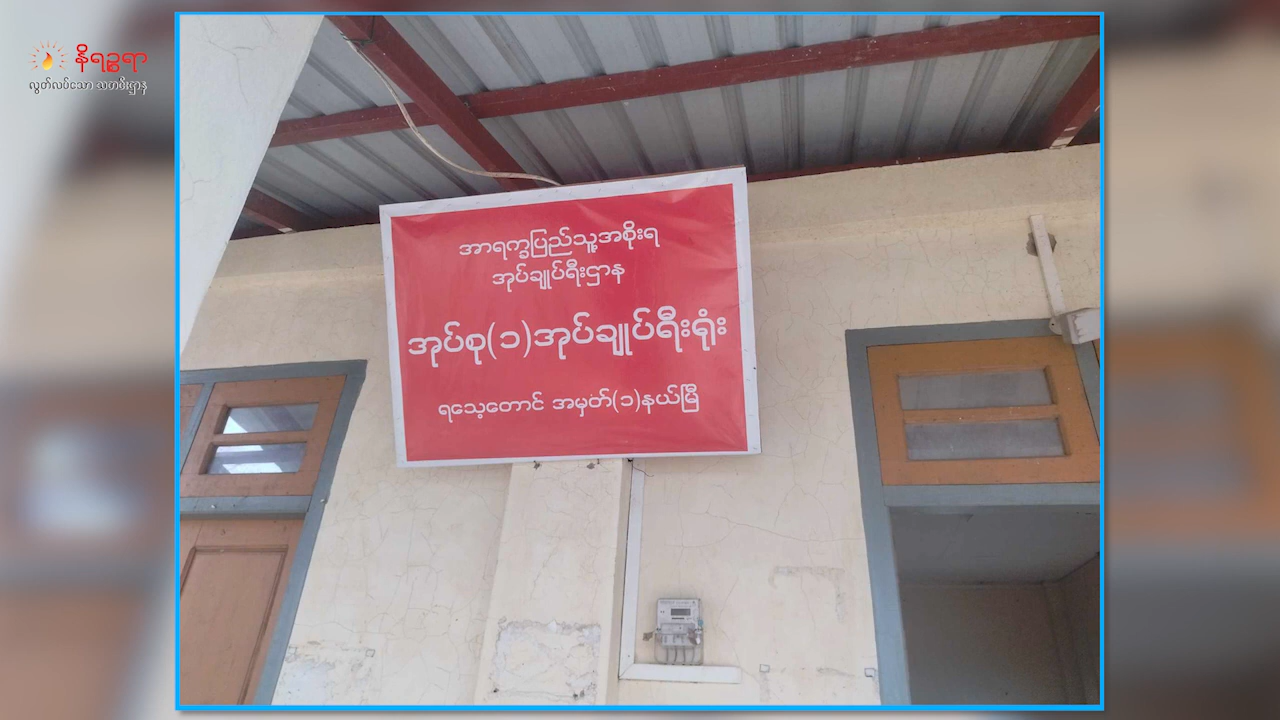 နိရဉ္စရာ
လွတ်လပ်သော သတင်းဌာန
အာရက္ခပြည်သူ့အစိုးရ
အုပ်ချုပ်ရီးဌာန
အုပ်စု(၁)အုပ်ချုပ်ရီးရုံး
ရသေ့တောင် အမှတ်(၁)နယ်မြီ